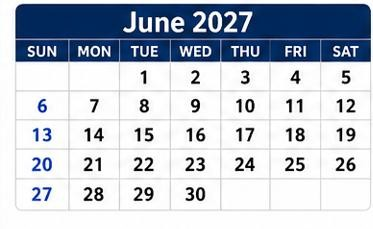 June 2027
SUN MON TUE WED THU FRI SAT
1 2 3 4 5
6 7 8 9 10 11 12
13 14 15 16 17 18 19
20 21 22 23 24 25 26
27 28 29 30